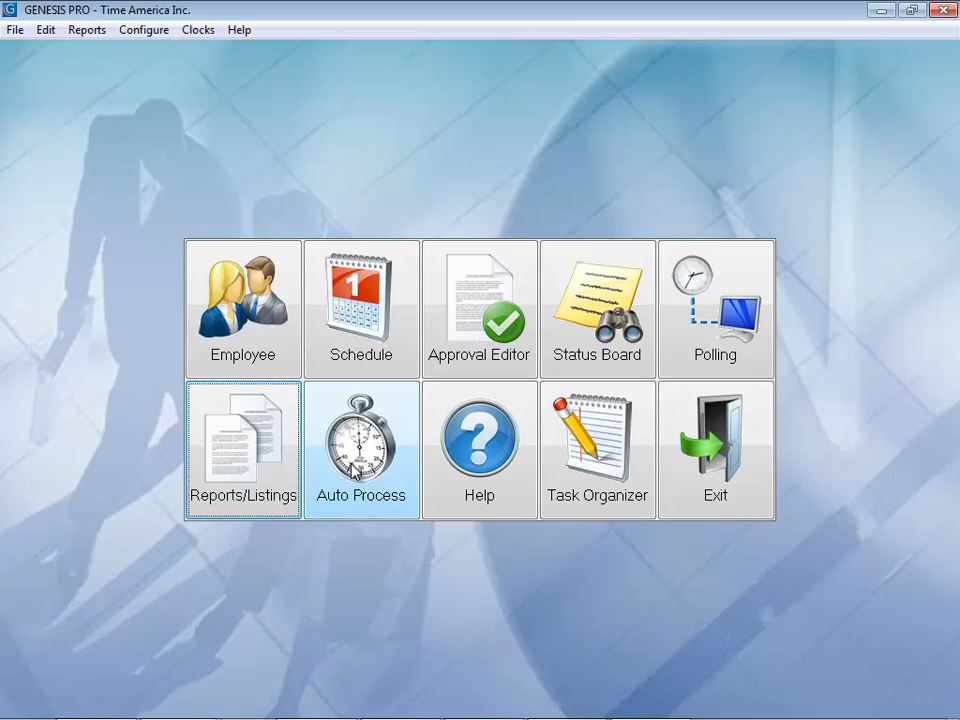 GENESIS PRO - Time America Inc.
File Edit Reports Configure Clocks Help
Employee Schedule Approval Editor Status Board Polling
Reports/Listings Auto Process Help Task Organizer Exit